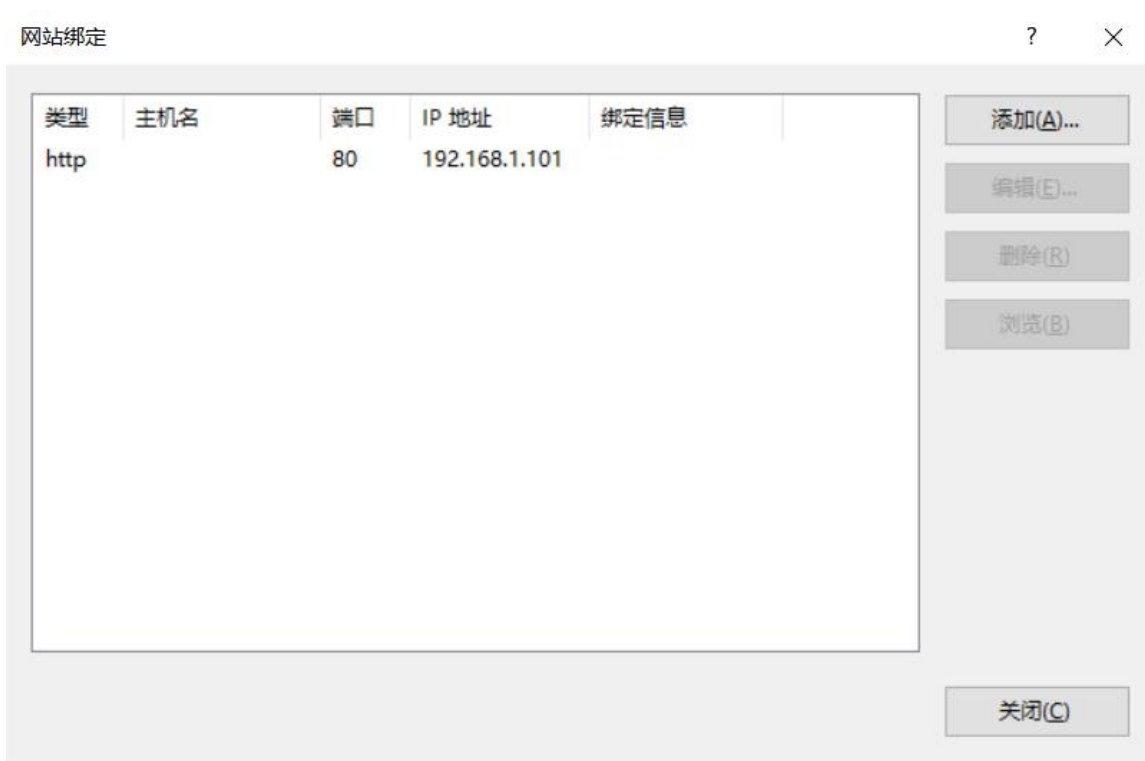 网站绑定 ?
类型 主机名 端口 IP 地址 绑定信息
http 80 192.168.1.101
添加(A)...
编辑(E)...
删除(R)
浏览(B)
关闭(C)